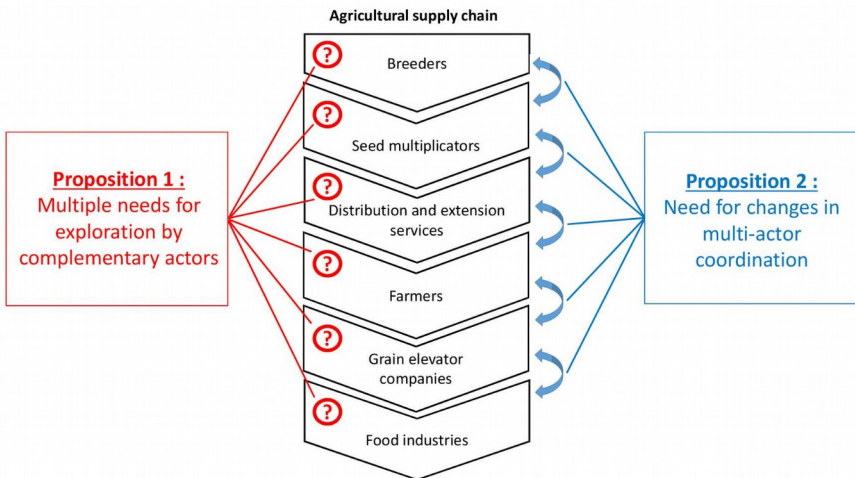 Agricultural supply chain
?
Breeders
?
Seed multiplicators
?
Distribution and extension
services
?
Farmers
?
Grain elevator
companies
?
Food industries
Proposition 1 :
Multiple needs for
exploration by
complementary actors
Proposition 2 :
Need for changes in
multi-actor
coordination